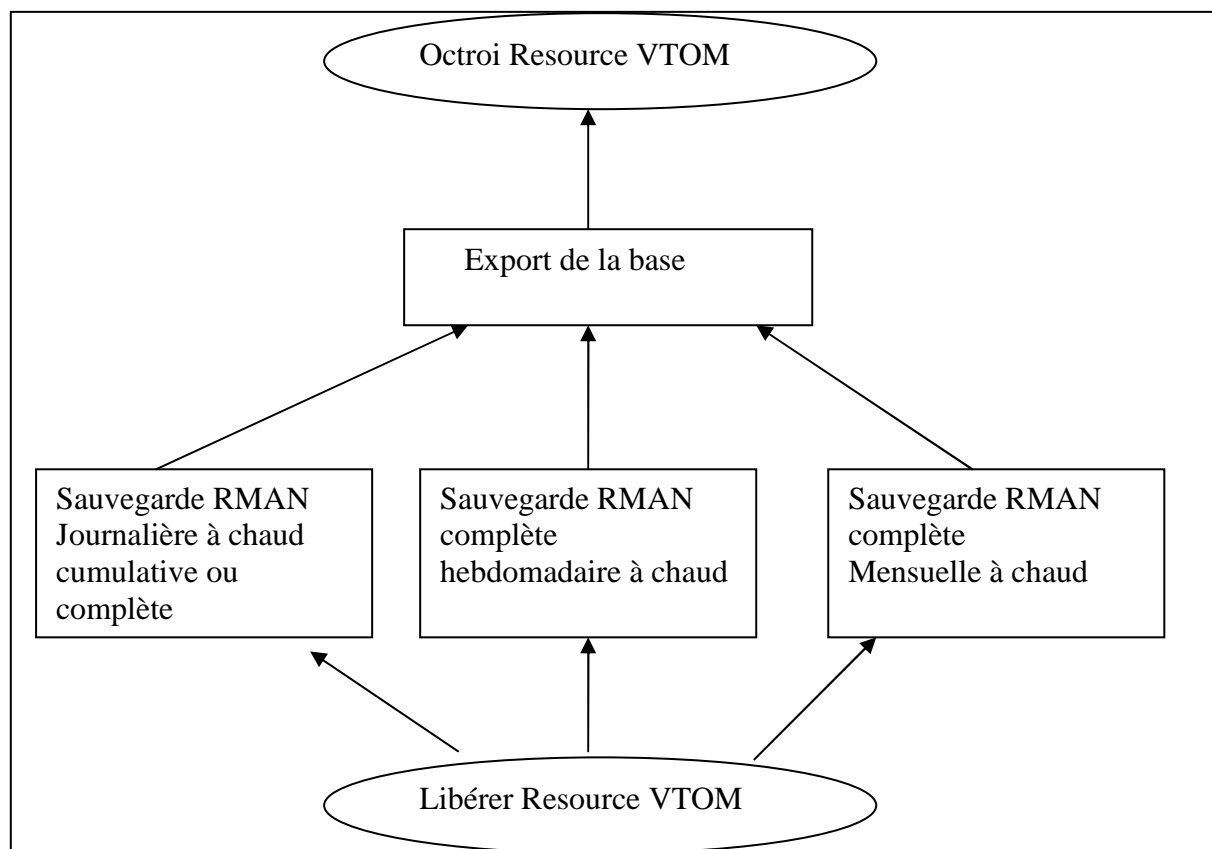 Octroi Resource VTOM
Export de la base
Sauvegarde RMAN
Journalière à chaud
cumulative ou
complète
Sauvegarde RMAN
complète
hebdomadaire à chaud
Sauvegarde RMAN
complète
Mensuelle à chaud
Libérer Resource VTOM